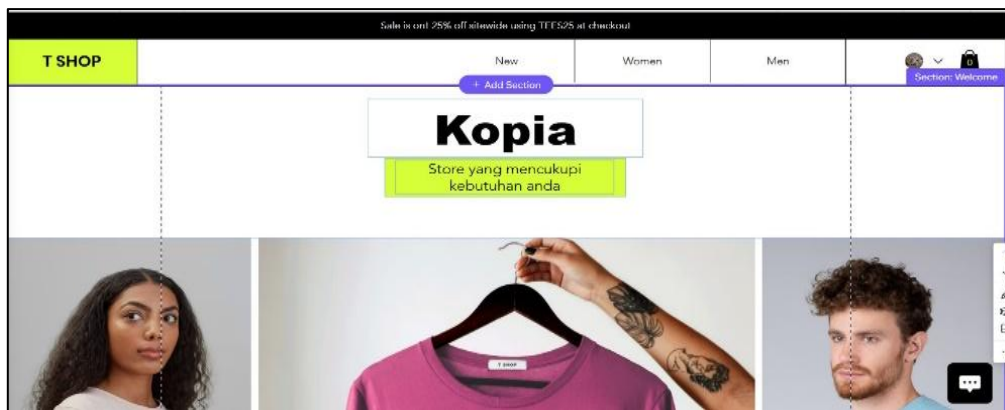 Sale is on! 25% off sitewide using TEES25 at checkout
T SHOP
New
Women
Men
0
+ Add Section
Section: Welcome
Kopia
Store yang mencukupi
kebutuhan anda
T SHOP